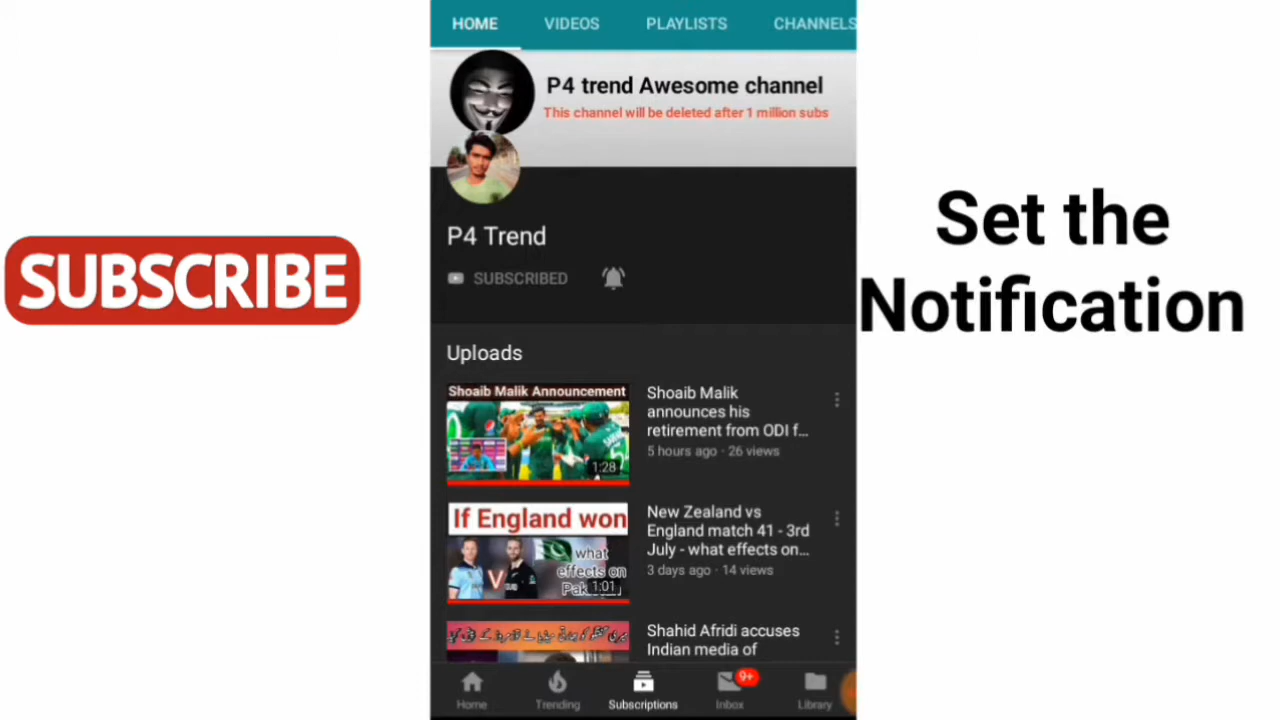 HOME VIDEOS PLAYLISTS CHANNELS
P4 trend Awesome channel
This channel will be deleted after 1 million subs
P4 Trend
SUBSCRIBED
SUBSCRIBE
Set the
Notification
Uploads
Shoaib Malik Announcement
1:28
Shoaib Malik
announces his
retirement from ODI f...
5 hours ago · 26 views
If England won
what
effects on
1:01
New Zealand vs
England match 41 - 3rd
July - what effects on...
3 days ago · 14 views
Shahid Afridi accuses
Indian media of
Home Trending Subscriptions Inbox 9+ Library